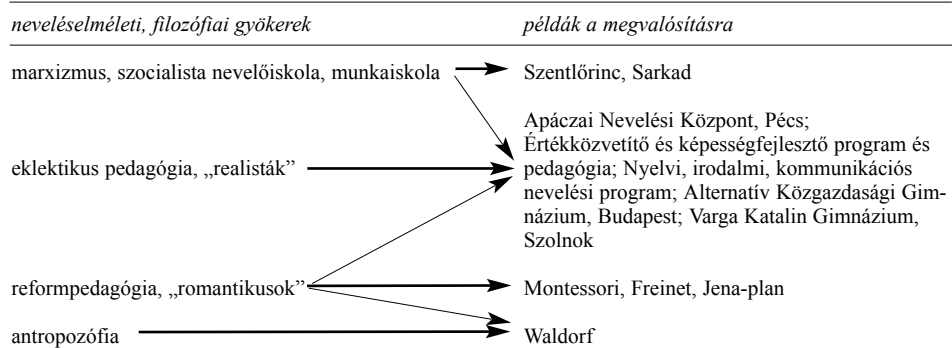 neveléselméleti, filozófiai gyökerek
példák a megvalósításra
marxizmus, szocialista nevelőiskola, munkaiskola
Szentlőrinc, Sarkad
eklektikus pedagógia, „realisták”
Apáczai Nevelési Központ, Pécs;
Értékközvetítő és képességfejlesztő program és
pedagógia; Nyelvi, irodalmi, kommunikációs
nevelési program; Alternatív Közgazdasági Gim-
názium, Budapest; Varga Katalin Gimnázium,
Szolnok
reformpedagógia, „romantikusok”
Montessori, Freinet, Jena-plan
antropozófia
Waldorf